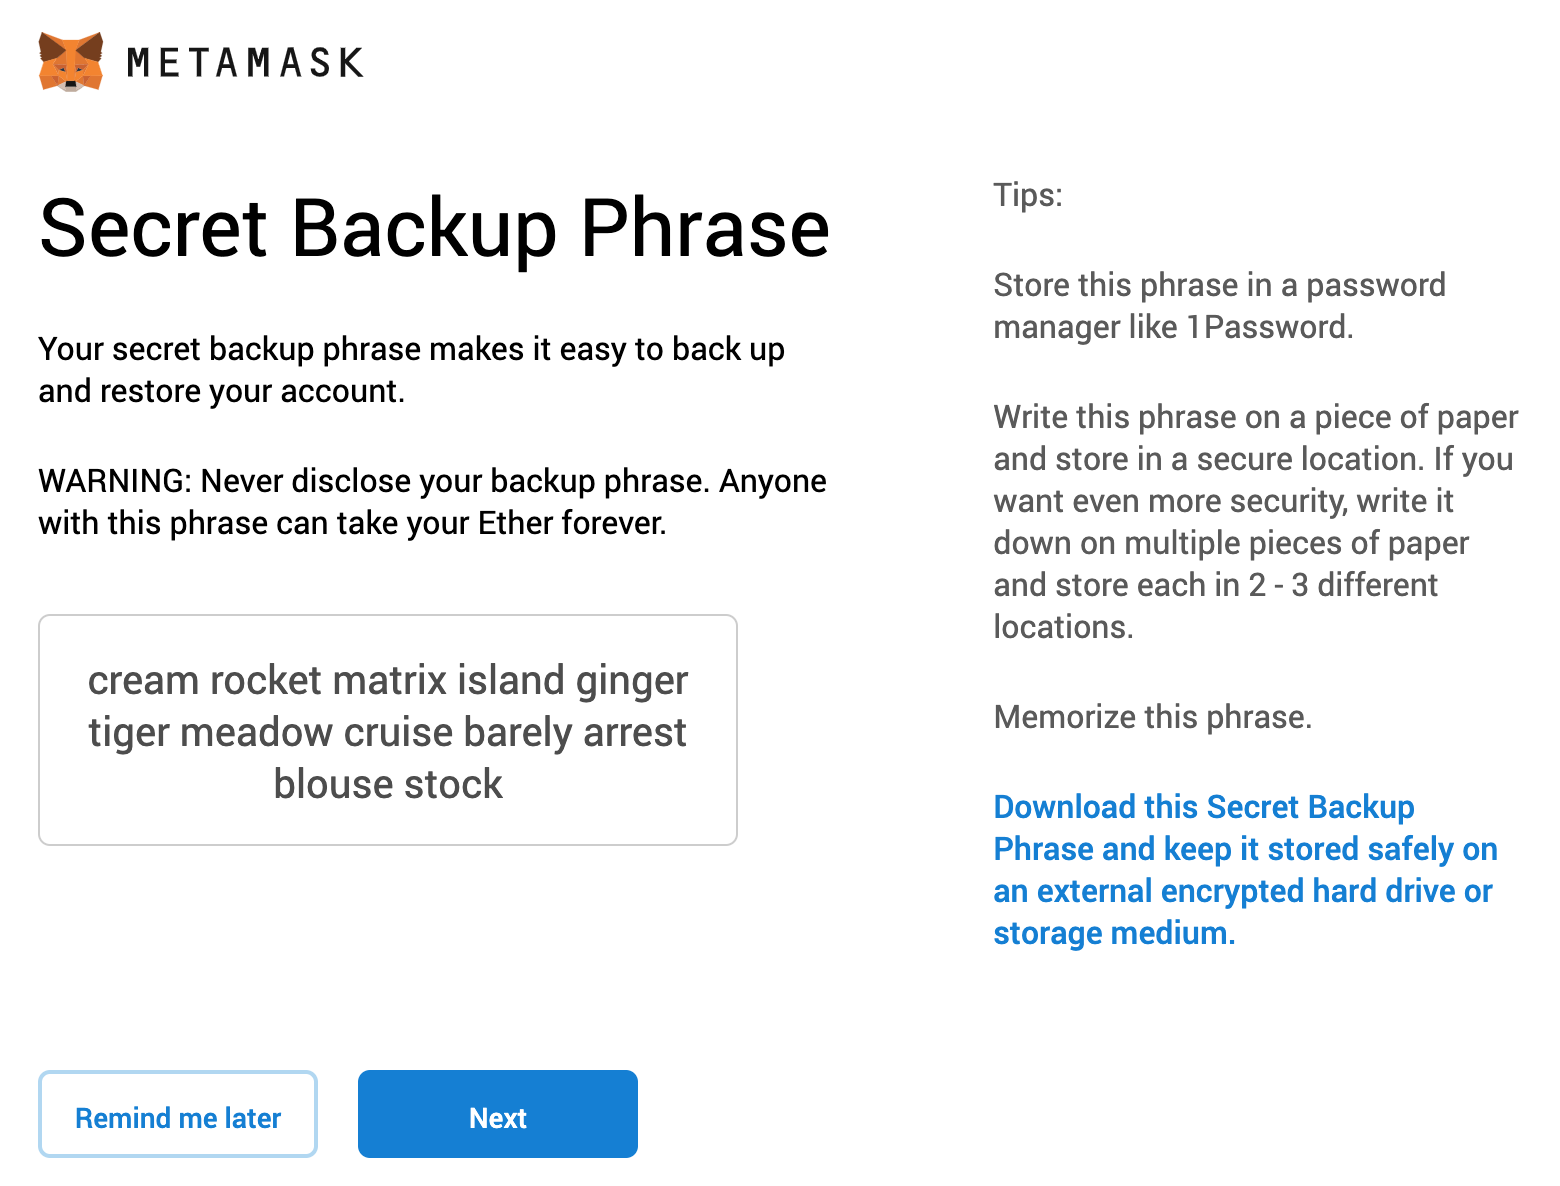 METAMASK
Secret Backup Phrase
Your secret backup phrase makes it easy to back up
and restore your account.
WARNING: Never disclose your backup phrase. Anyone
with this phrase can take your Ether forever.
cream rocket matrix island ginger
tiger meadow cruise barely arrest
blouse stock
Remind me later
Next
Tips:
Store this phrase in a password
manager like 1Password.
Write this phrase on a piece of paper
and store in a secure location. If you
want even more security, write it
down on multiple pieces of paper
and store each in 2 - 3 different
locations.
Memorize this phrase.
Download this Secret Backup
Phrase and keep it stored safely on
an external encrypted hard drive or
storage medium.